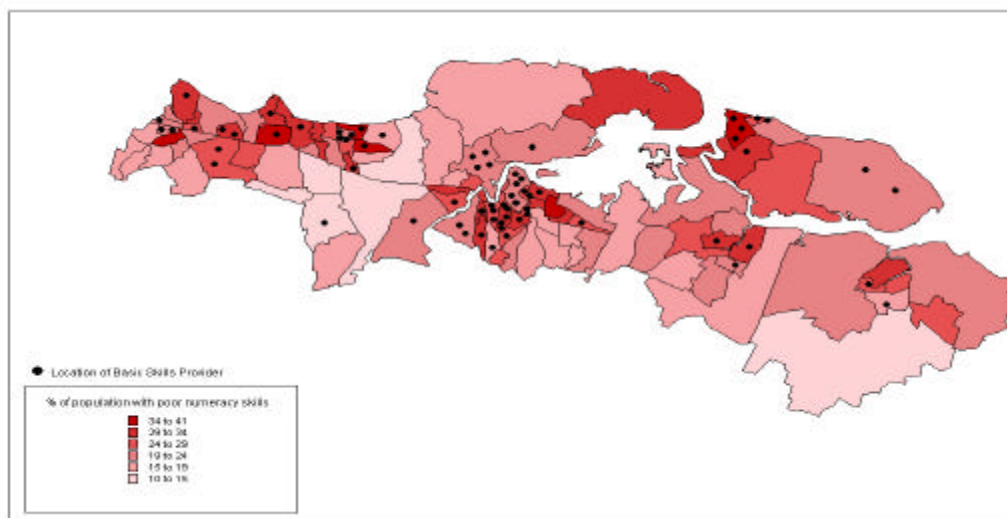 Location of Basic Skills Provider
% of population with poor numeracy skills
34 to 41
29 to 34
24 to 29
19 to 24
15 to 19
10 to 15